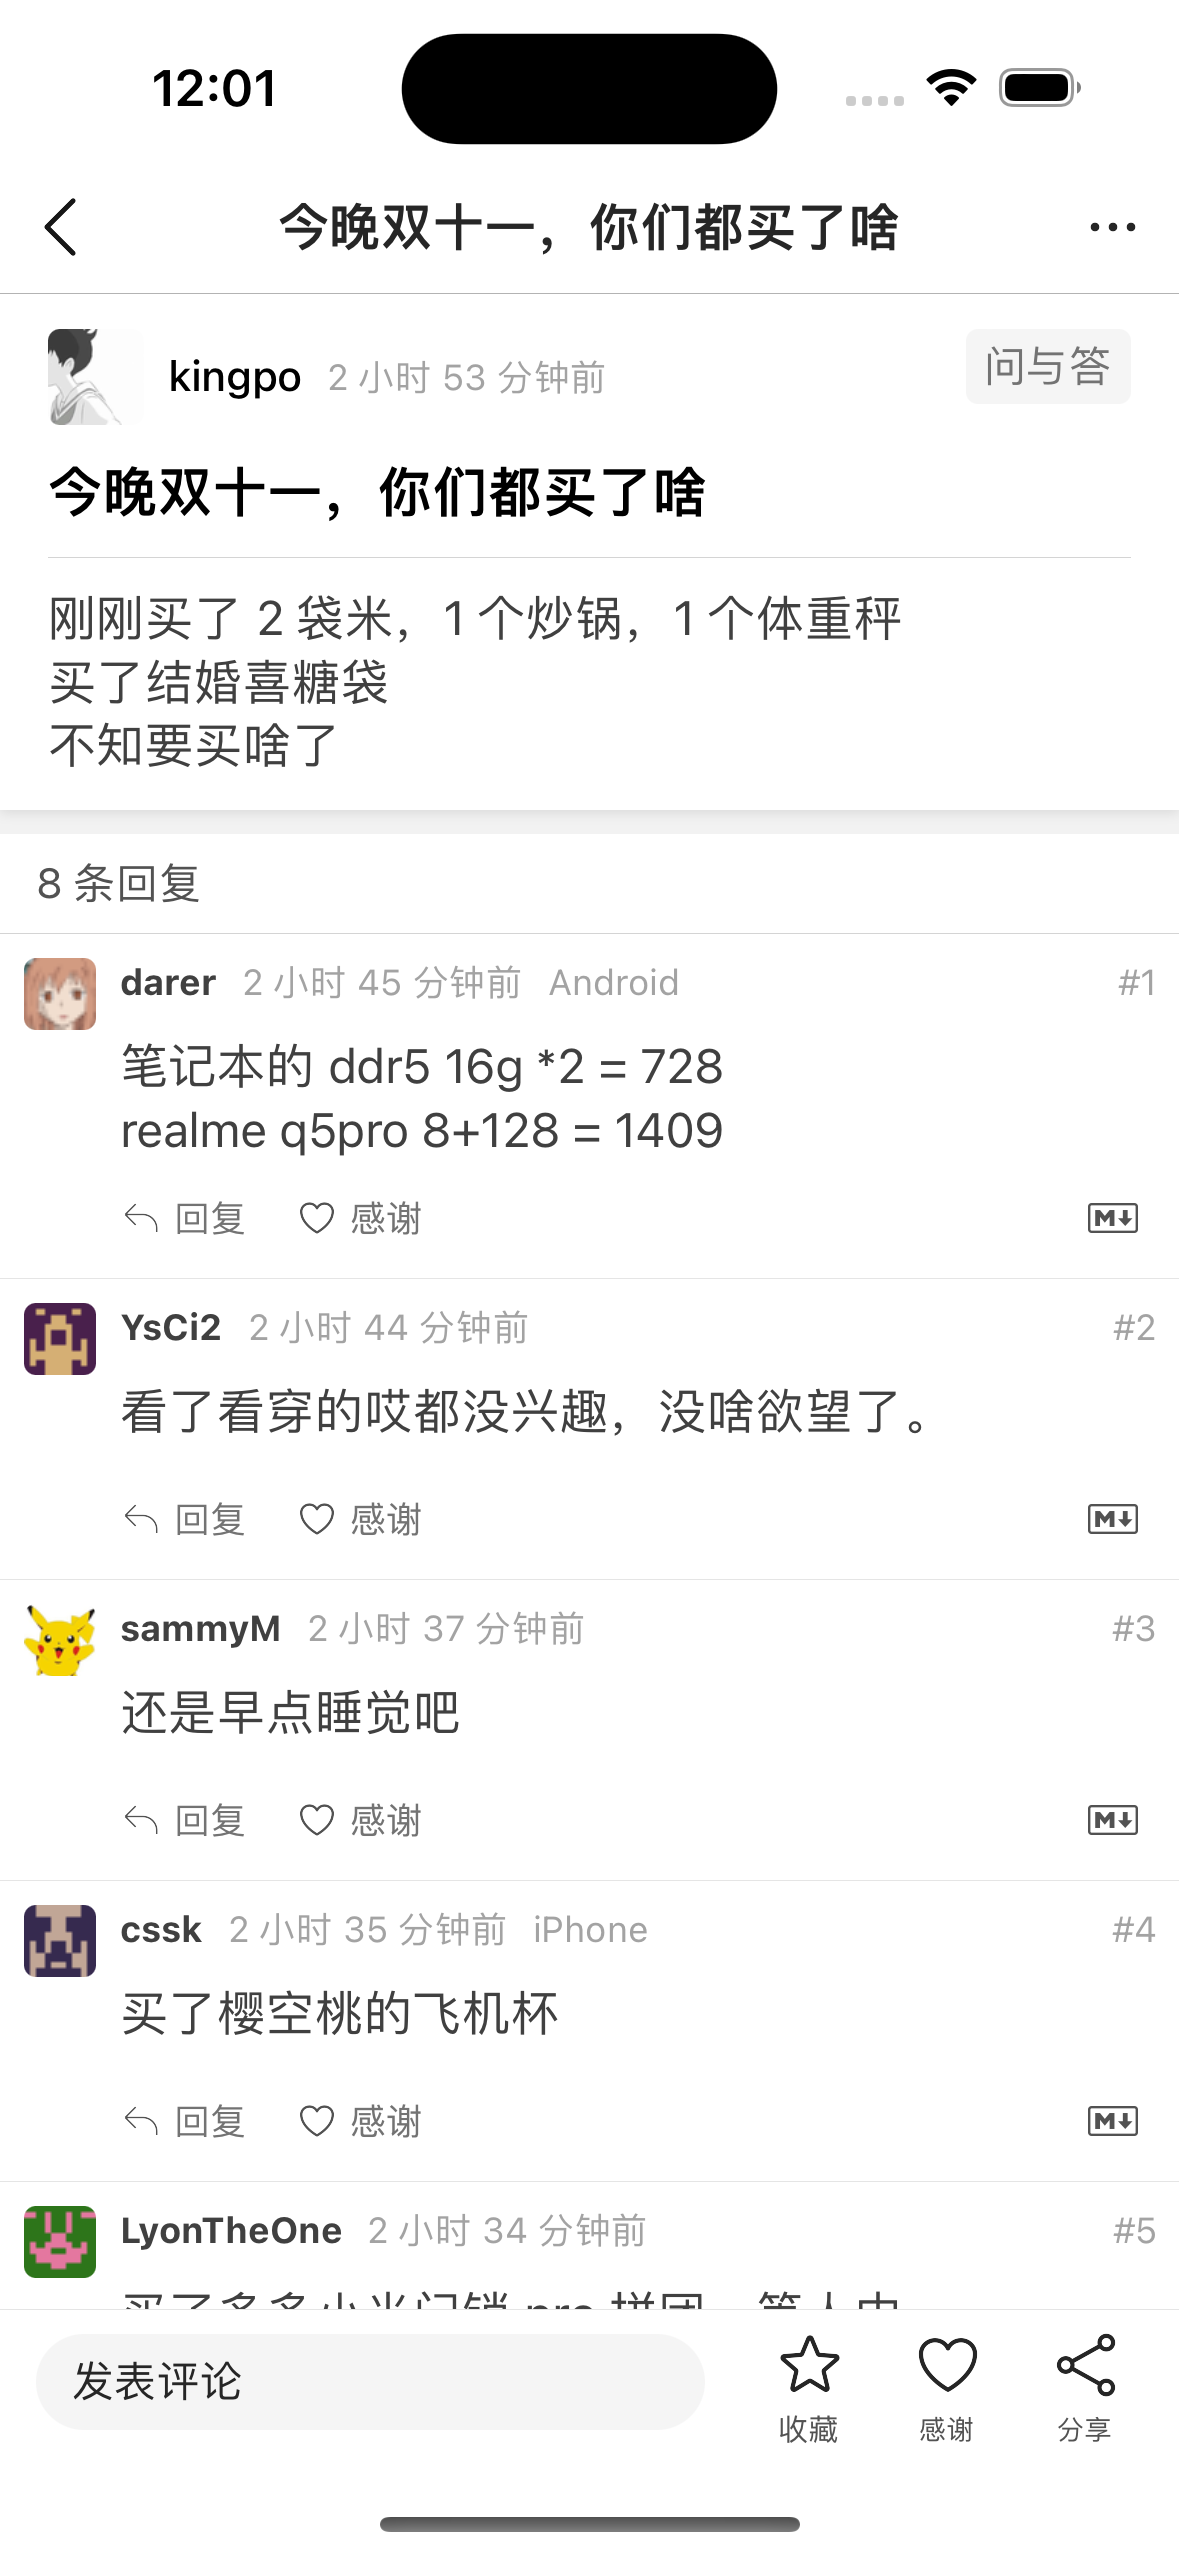 12:01
今晚双十一，你们都买了啥
kingpo 2 小时 53 分钟前
问与答
今晚双十一，你们都买了啥
刚刚买了 2 袋米，1 个炒锅，1 个体重秤
买了结婚喜糖袋
不知要买啥了
8 条回复
darer 2 小时 45 分钟前 Android #1
笔记本的 ddr5 16g *2 = 728
realme q5pro 8+128 = 1409
回复 感谢 M
YsCi2 2 小时 44 分钟前 #2
看了看穿的哎都没兴趣，没啥欲望了。
回复 感谢 M
sammyM 2 小时 37 分钟前 #3
还是早点睡觉吧
回复 感谢 M
cssk 2 小时 35 分钟前 iPhone #4
买了樱空桃的飞机杯
回复 感谢 M
LyonTheOne 2 小时 34 分钟前 #5
发表评论
收藏 感谢 分享